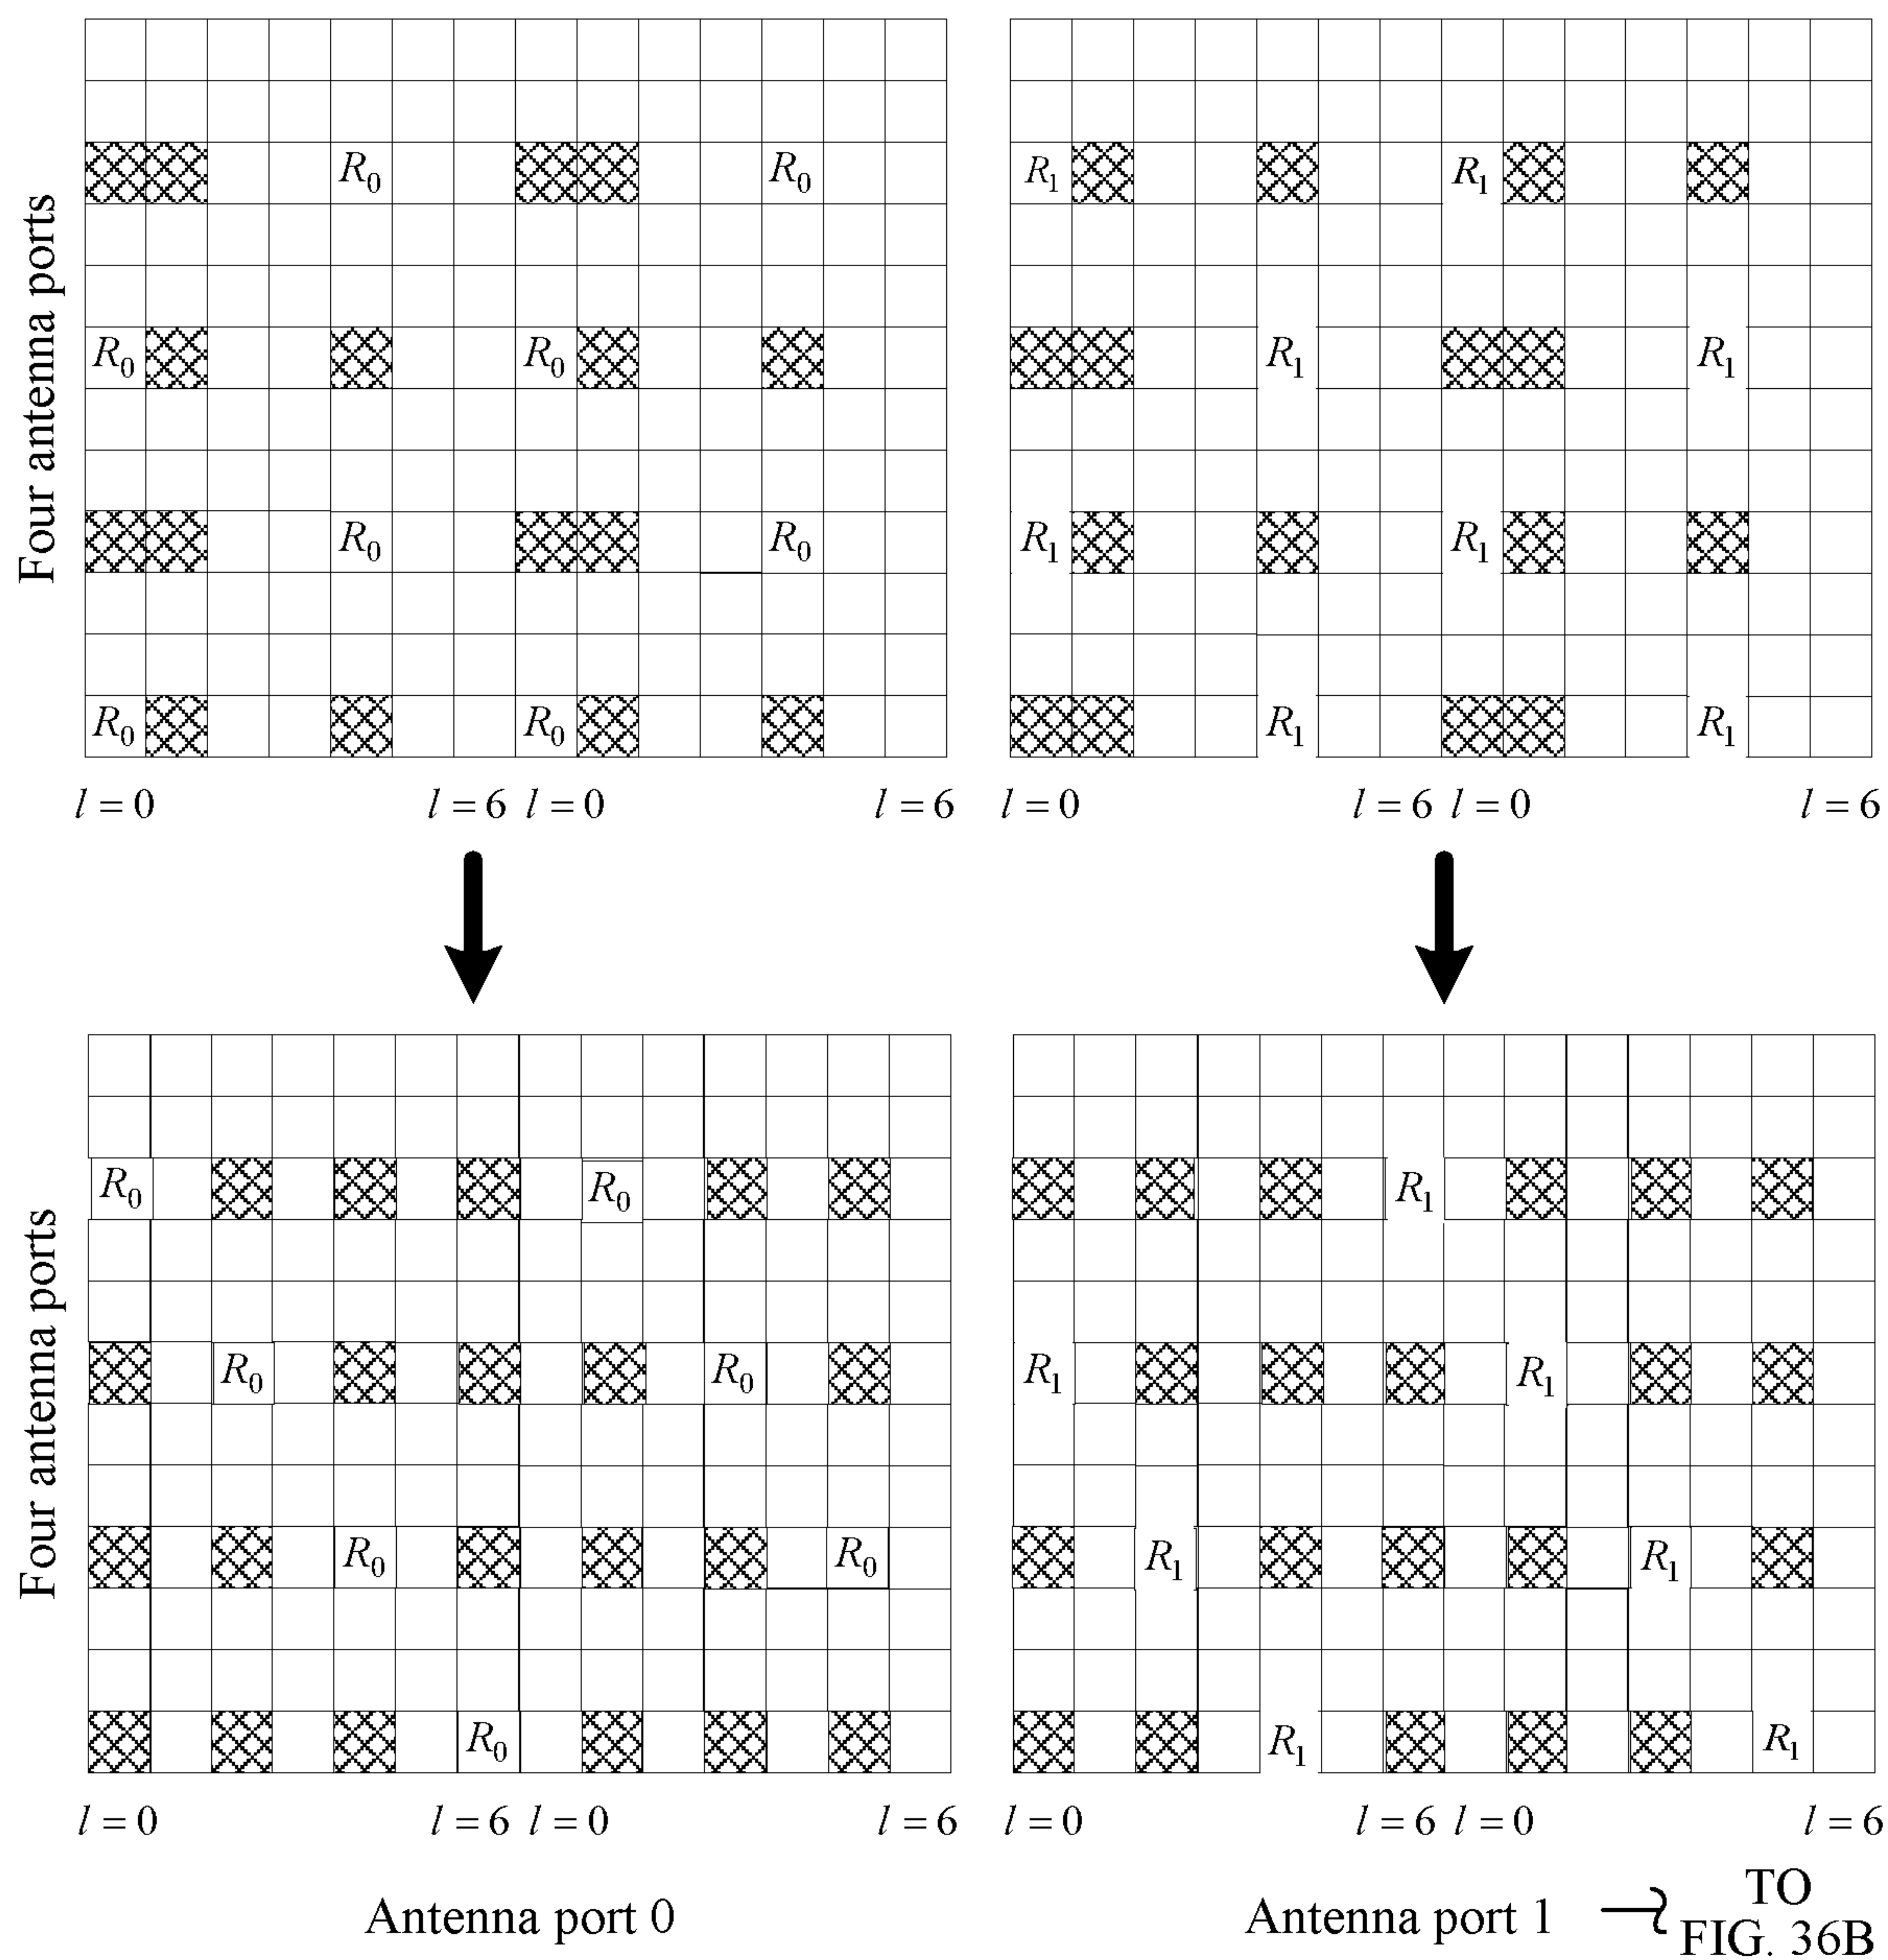 Four antenna ports
R0 R0
R0 R0
R0 R0
R0 R0
l = 0 l = 6 l = 0 l = 6
R1 R1
R1 R1
R1 R1
R1 R1
l = 0 l = 6 l = 0 l = 6
Four antenna ports
R0 R0
R0 R0
R0 R0
R0
l = 0 l = 6 l = 0 l = 6
Antenna port 0
R1
R1 R1
R1 R1
R1 R1
l = 0 l = 6 l = 0 l = 6
Antenna port 1
TO
FIG. 36B